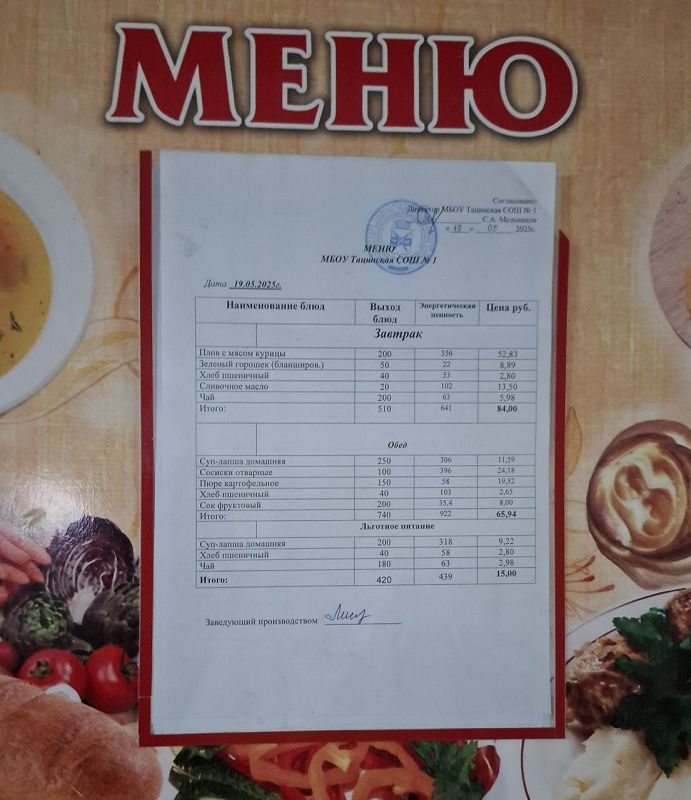 МЕНЮ
Согласовано:
Директор МБОУ Тацинская СОШ № 1
С.А. Мельников
« 19 » 05 2025г.
МЕНЮ
МБОУ Тацинская СОШ № 1
Дата 19.05.2025г.
Наименование блюд Выход блюд Энергетическая ценность Цена руб.
Завтрак
Плов с мясом курицы 200 356 52,83
Зеленый горошек (бланширов.) 50 22 8,89
Хлеб пшеничный 40 53 2,80
Сливочное масло 20 102 13,50
Чай 200 63 5,98
Итого: 510 641 84,00
Обед
Суп-лапша домашняя 250 306 11,59
Сосиски отварные 100 396 24,18
Пюре картофельное 150 58 19,52
Хлеб пшеничный 40 103 2,65
Сок фруктовый 200 35,4 8,00
Итого: 740 922 65,94
Льготное питание
Суп-лапша домашняя 200 318 9,22
Хлеб пшеничный 40 58 2,80
Чай 180 63 2,98
Итого: 420 439 15,00
Заведующий производством